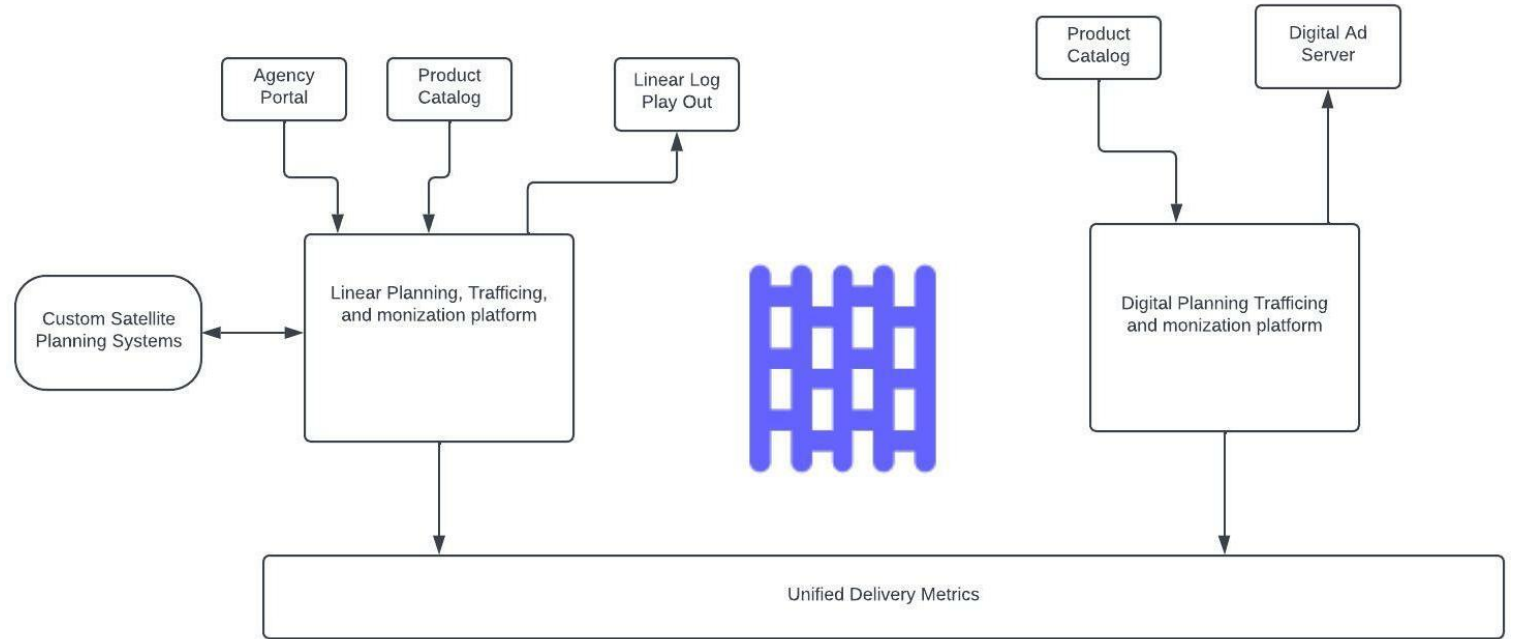 Agency
Portal
Product
Catalog
Linear Log
Play Out
Product
Catalog
Digital Ad
Server
Custom Satellite
Planning Systems
Linear Planning, Trafficing,
and monization platform
Digital Planning Trafficing
and monization platform
Unified Delivery Metrics